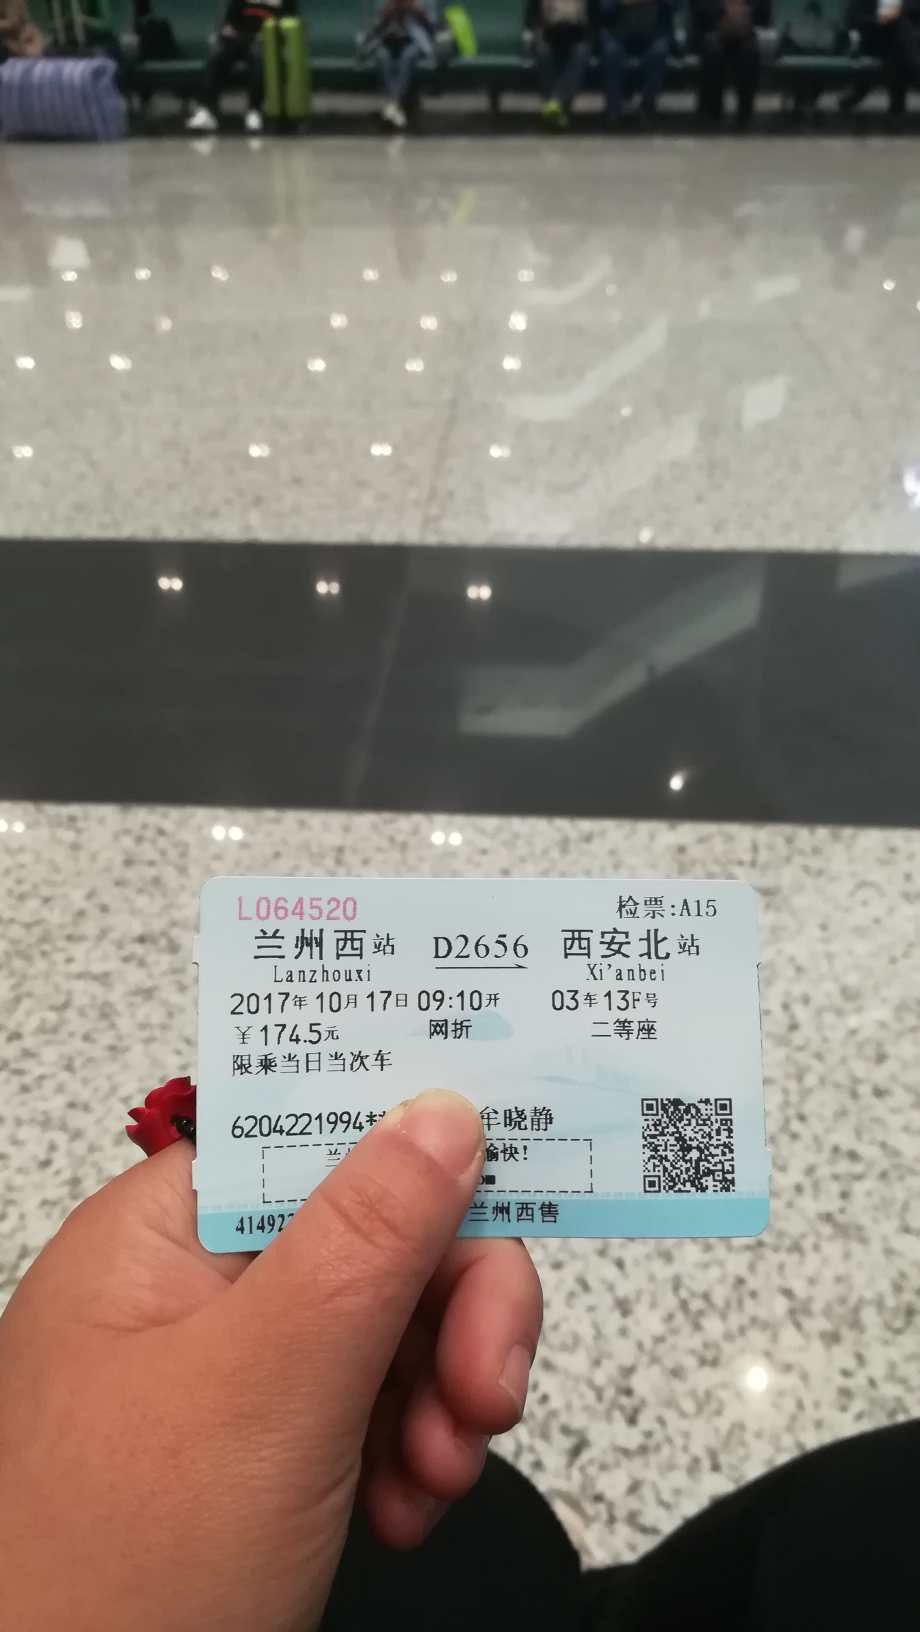 L064520 检票:A15
兰州西站 D2656 西安北站
Lanzhouxi Xi'anbei
2017年10月17日09:10开 03车13F号
¥174.5元 网折 二等座
限乘当日当次车
6204221994** 牟晓静
兰 愉快!
41492 兰州西售